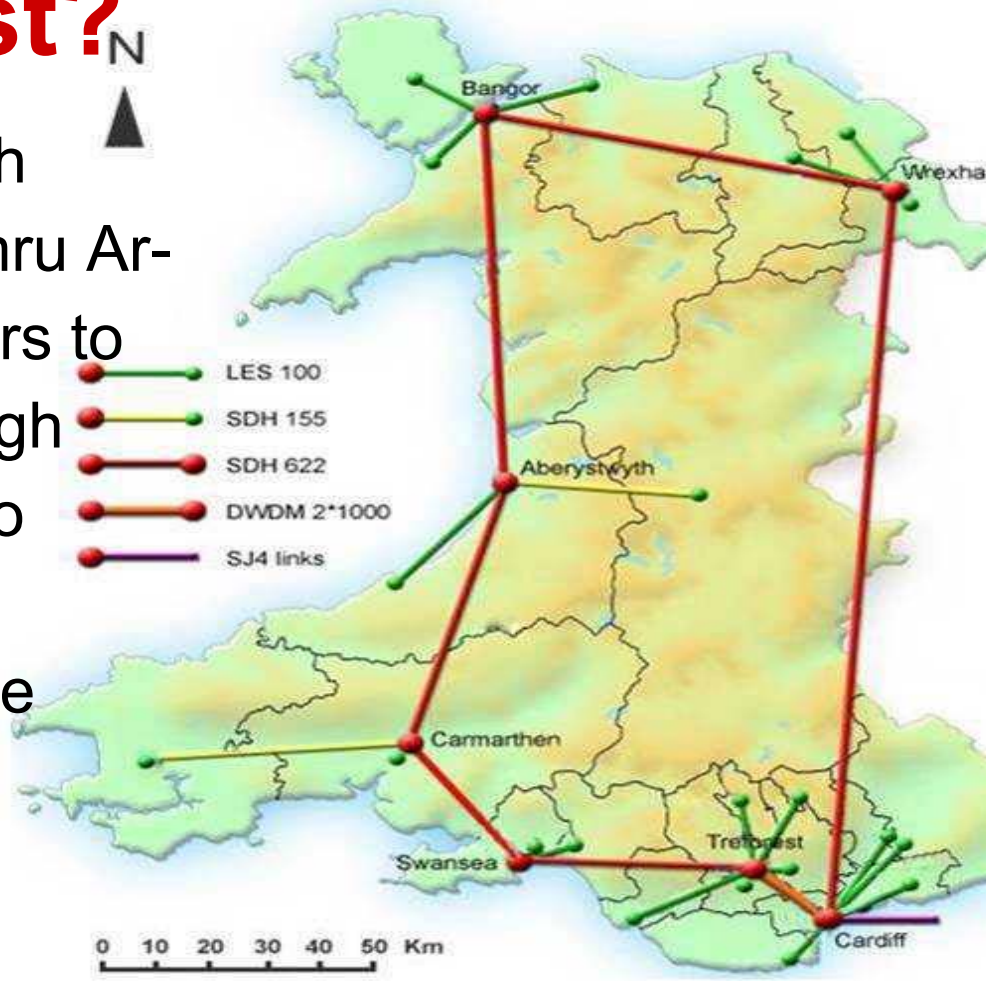 st?
N
h
nru Ar-
rs to
gh
o
e
LES 100
SDH 155
SDH 622
DWDM 2*1000
SJ4 links
Bangor
Wrexha
Aberystwyth
Carmarthen
Swansea
Treforest
Cardiff
0 10 20 30 40 50 Km